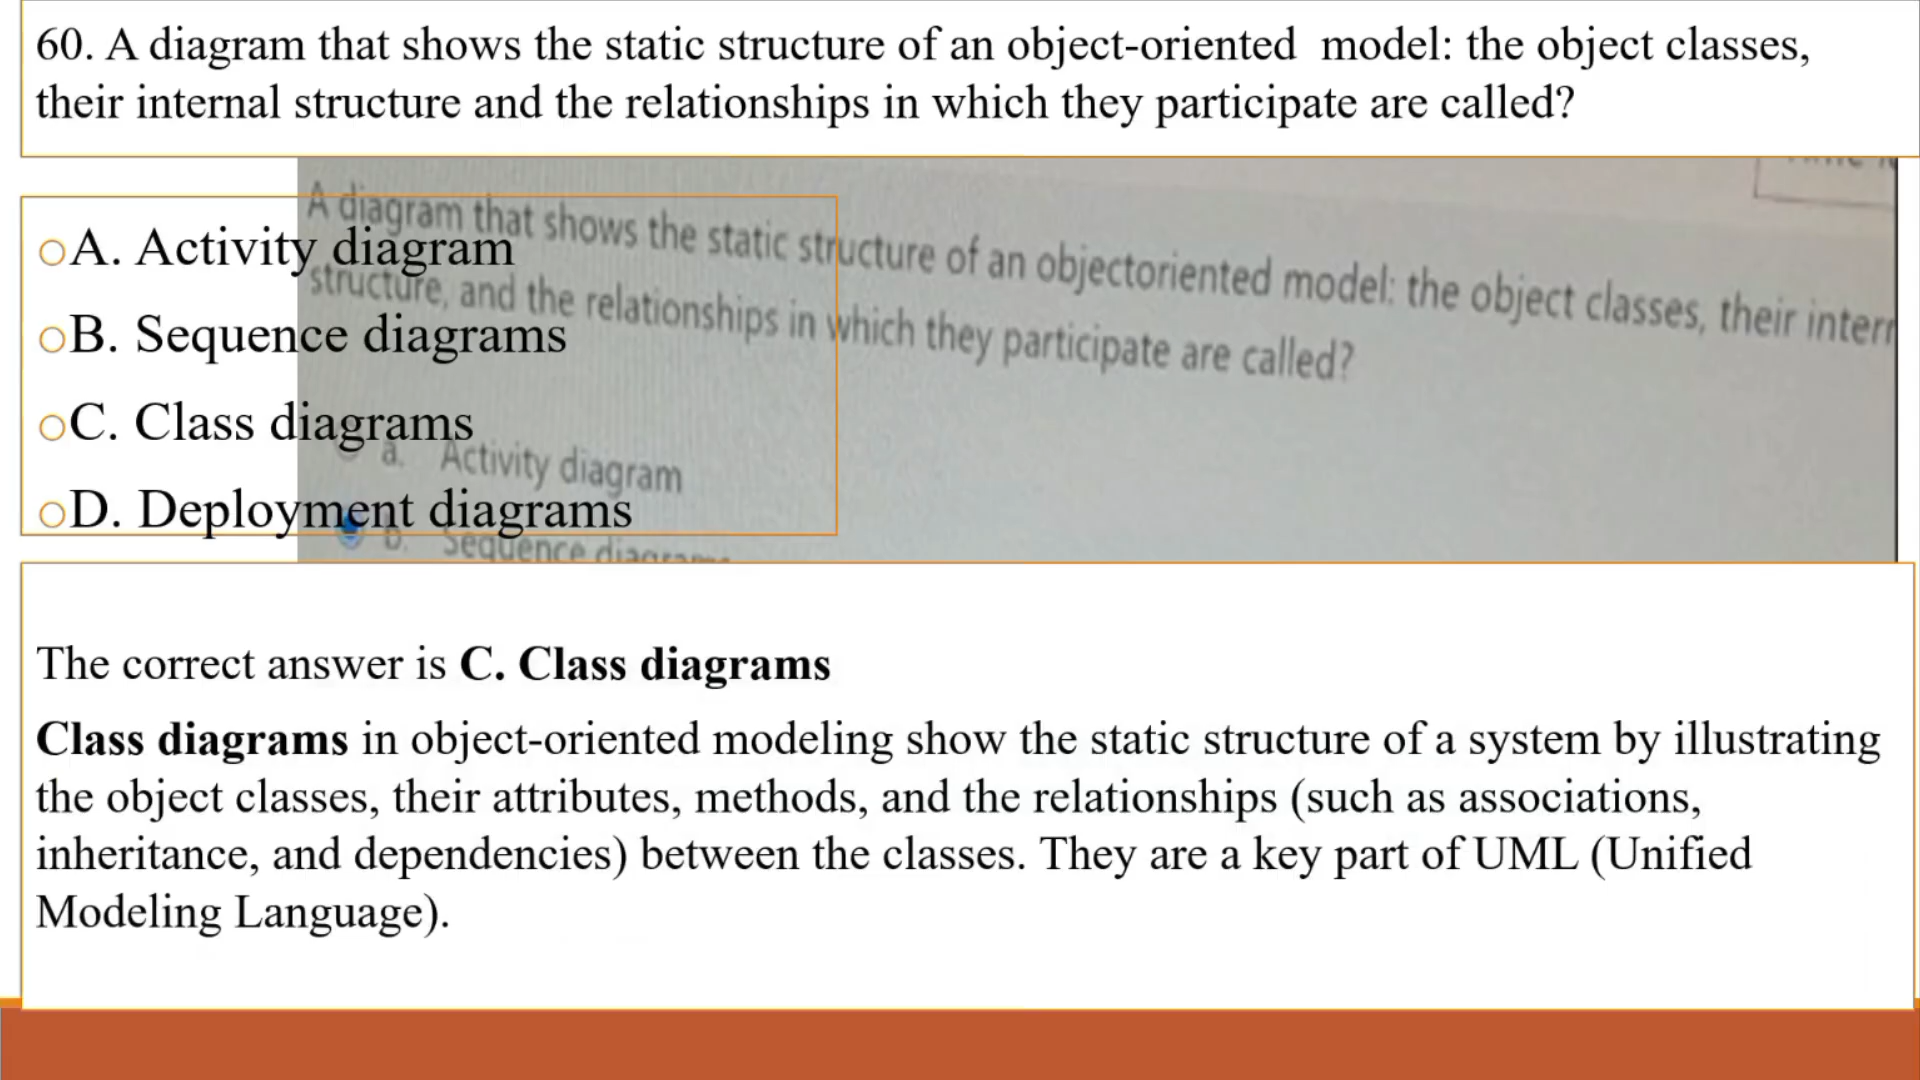 60. A diagram that shows the static structure of an object-oriented model: the object classes,
their internal structure and the relationships in which they participate are called?
A diagram that shows the static structure of an objectoriented model: the object classes, their intern
structure, and the relationships in which they participate are called?
A. Activity diagram
B. Sequence diagrams
C. Class diagrams
D. Deployment diagrams
a. Activity diagram
b. Sequence diagrams
The correct answer is C. Class diagrams
Class diagrams in object-oriented modeling show the static structure of a system by illustrating
the object classes, their attributes, methods, and the relationships (such as associations,
inheritance, and dependencies) between the classes. They are a key part of UML (Unified
Modeling Language).